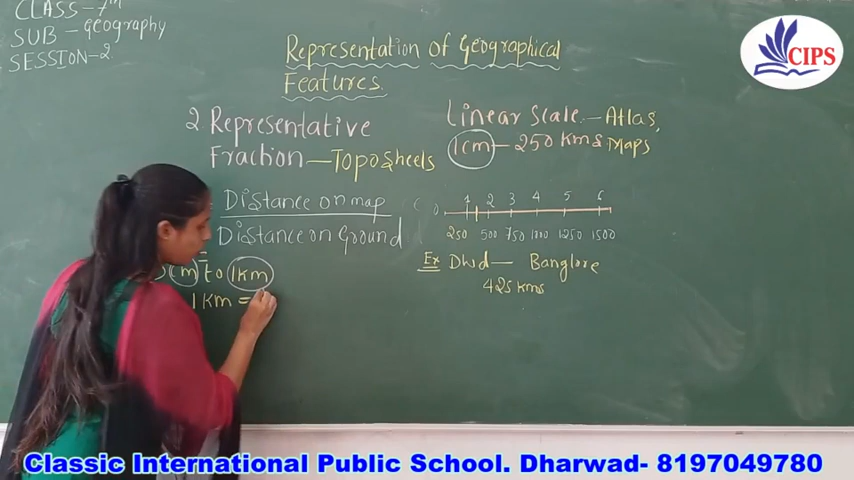 CLASS-7th
SUB - Geography
SESSION-2
CIPS
Representation of Geographical
Features.
2 Representative
Fraction - Toposheets
Distance on map
Distance on Ground
cm to 1km
1km =
Linear Scale - Atlas,
1cm - 250 kms Maps
0 1 2 3 4 5 6
250 500 750 1000 1250 1500
Ex Dwd - Banglore
425 kms
Classic International Public School. Dharwad- 8197049780